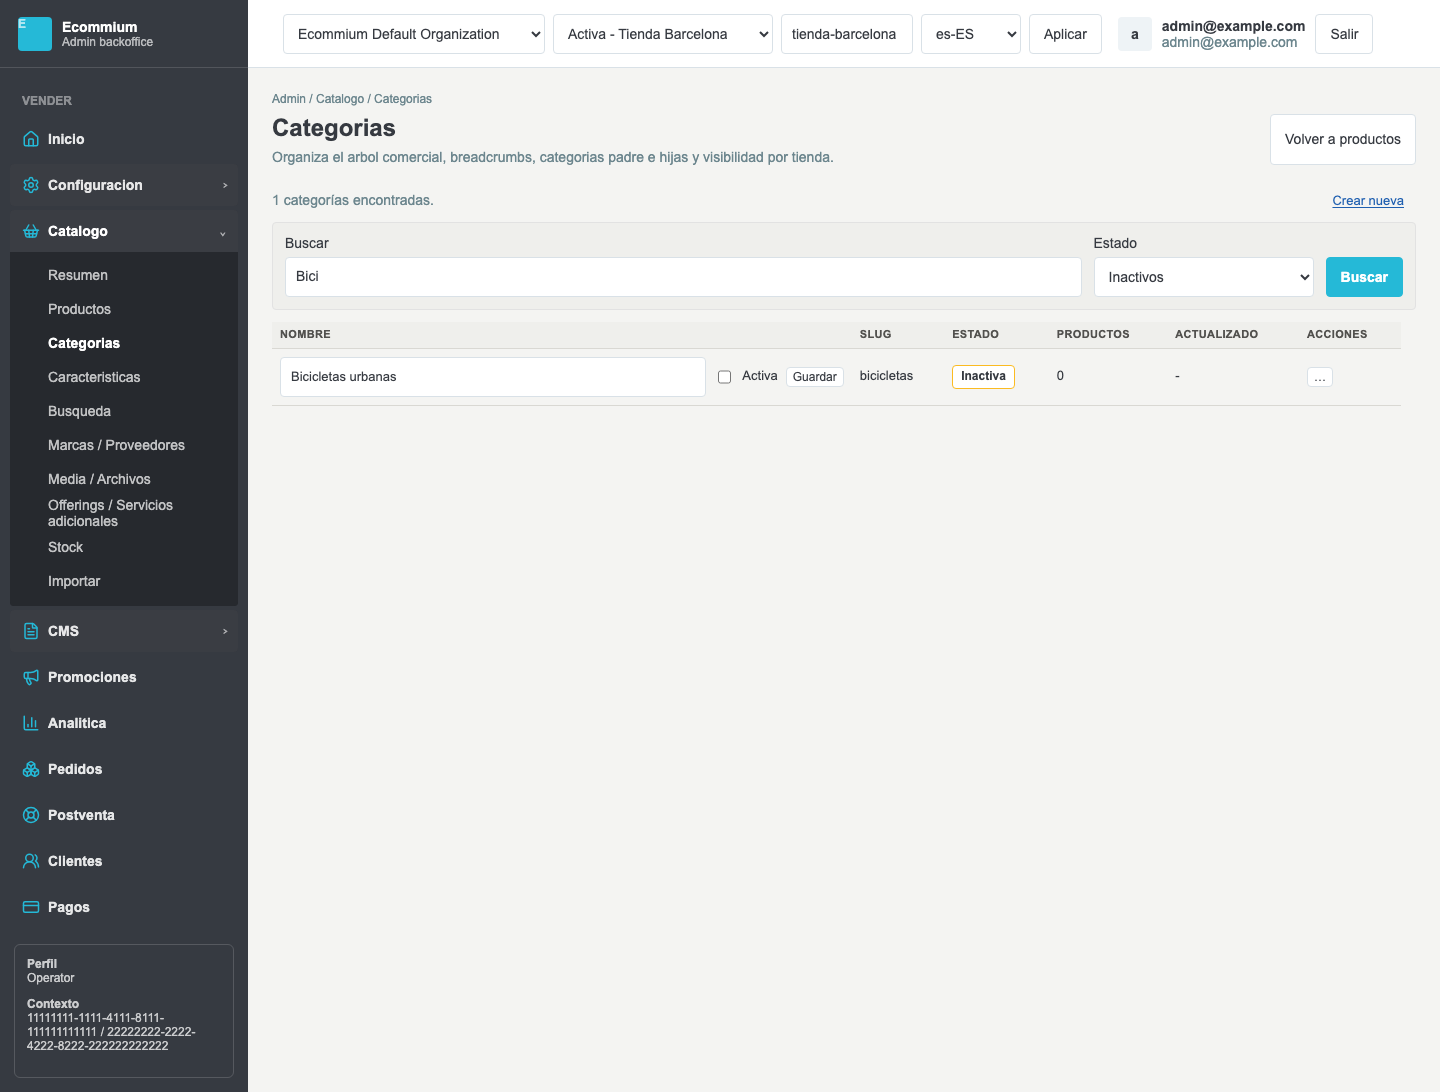 E
Ecommium
Admin backoffice
Ecommium Default Organization
Activa - Tienda Barcelona
tienda-barcelona
es-ES
Aplicar
a
admin@example.com
admin@example.com
Salir
VENDER
Inicio
Configuracion
Catalogo
Resumen
Productos
Categorias
Caracteristicas
Busqueda
Marcas / Proveedores
Media / Archivos
Offerings / Servicios
adicionales
Stock
Importar
CMS
Promociones
Analitica
Pedidos
Postventa
Clientes
Pagos
Perfil
Operator
Contexto
11111111-1111-4111-8111-
111111111111 / 22222222-2222-
4222-8222-222222222222
Admin / Catalogo / Categorias
Categorias
Organiza el arbol comercial, breadcrumbs, categorias padre e hijas y visibilidad por tienda.
Volver a productos
1 categorías encontradas.
Crear nueva
Buscar
Estado
Bici
Inactivos
Buscar
NOMBRE SLUG ESTADO PRODUCTOS ACTUALIZADO ACCIONES
Bicicletas urbanas Activa Guardar bicicletas Inactiva 0 - ...